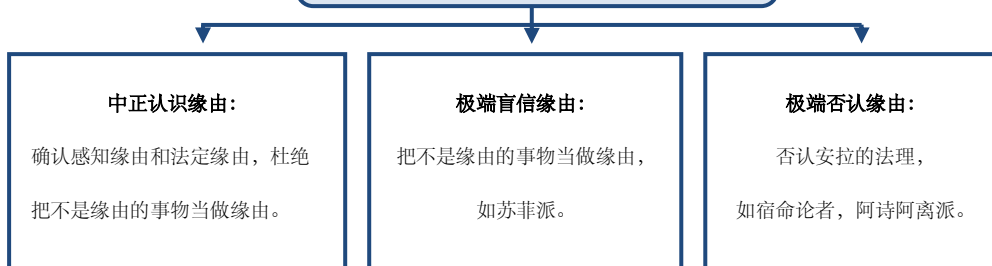 中正认识缘由：
确认感知缘由和法定缘由，杜绝
把不是缘由的事物当做缘由。
极端盲信缘由：
把不是缘由的事物当做缘由，
如苏菲派。
极端否认缘由：
否认安拉的法理，
如宿命论者，阿诗阿离派。